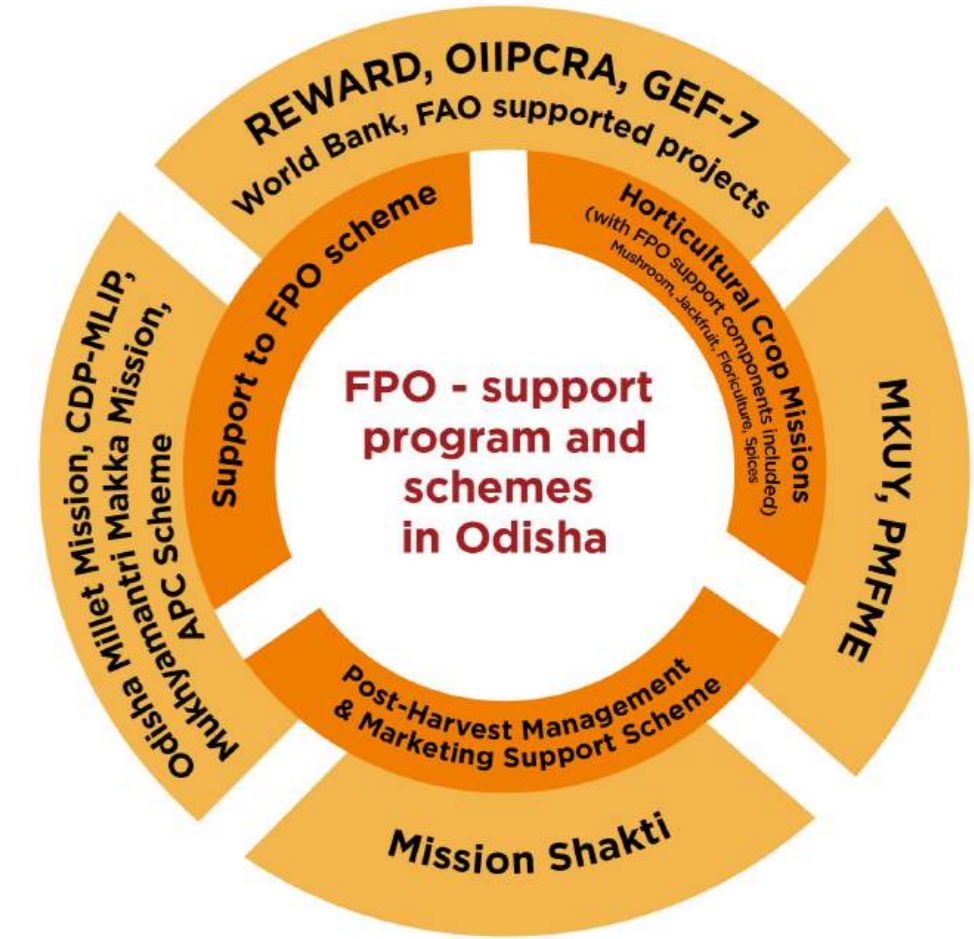 FPO - support
program and
schemes
in Odisha
REWARD, OIIPCRA, GEF-7
World Bank, FAO supported projects
Support to FPO scheme
Horticultural Crop Missions
(with FPO support components included)
Mushroom, Jackfruit, Floriculture, Spices
MKUY, PMFME
Post-Harvest Management
& Marketing Support Scheme
Mission Shakti
Odisha Millet Mission, CDP-MLIP,
Mukhyamantri Makka Mission,
APC Scheme